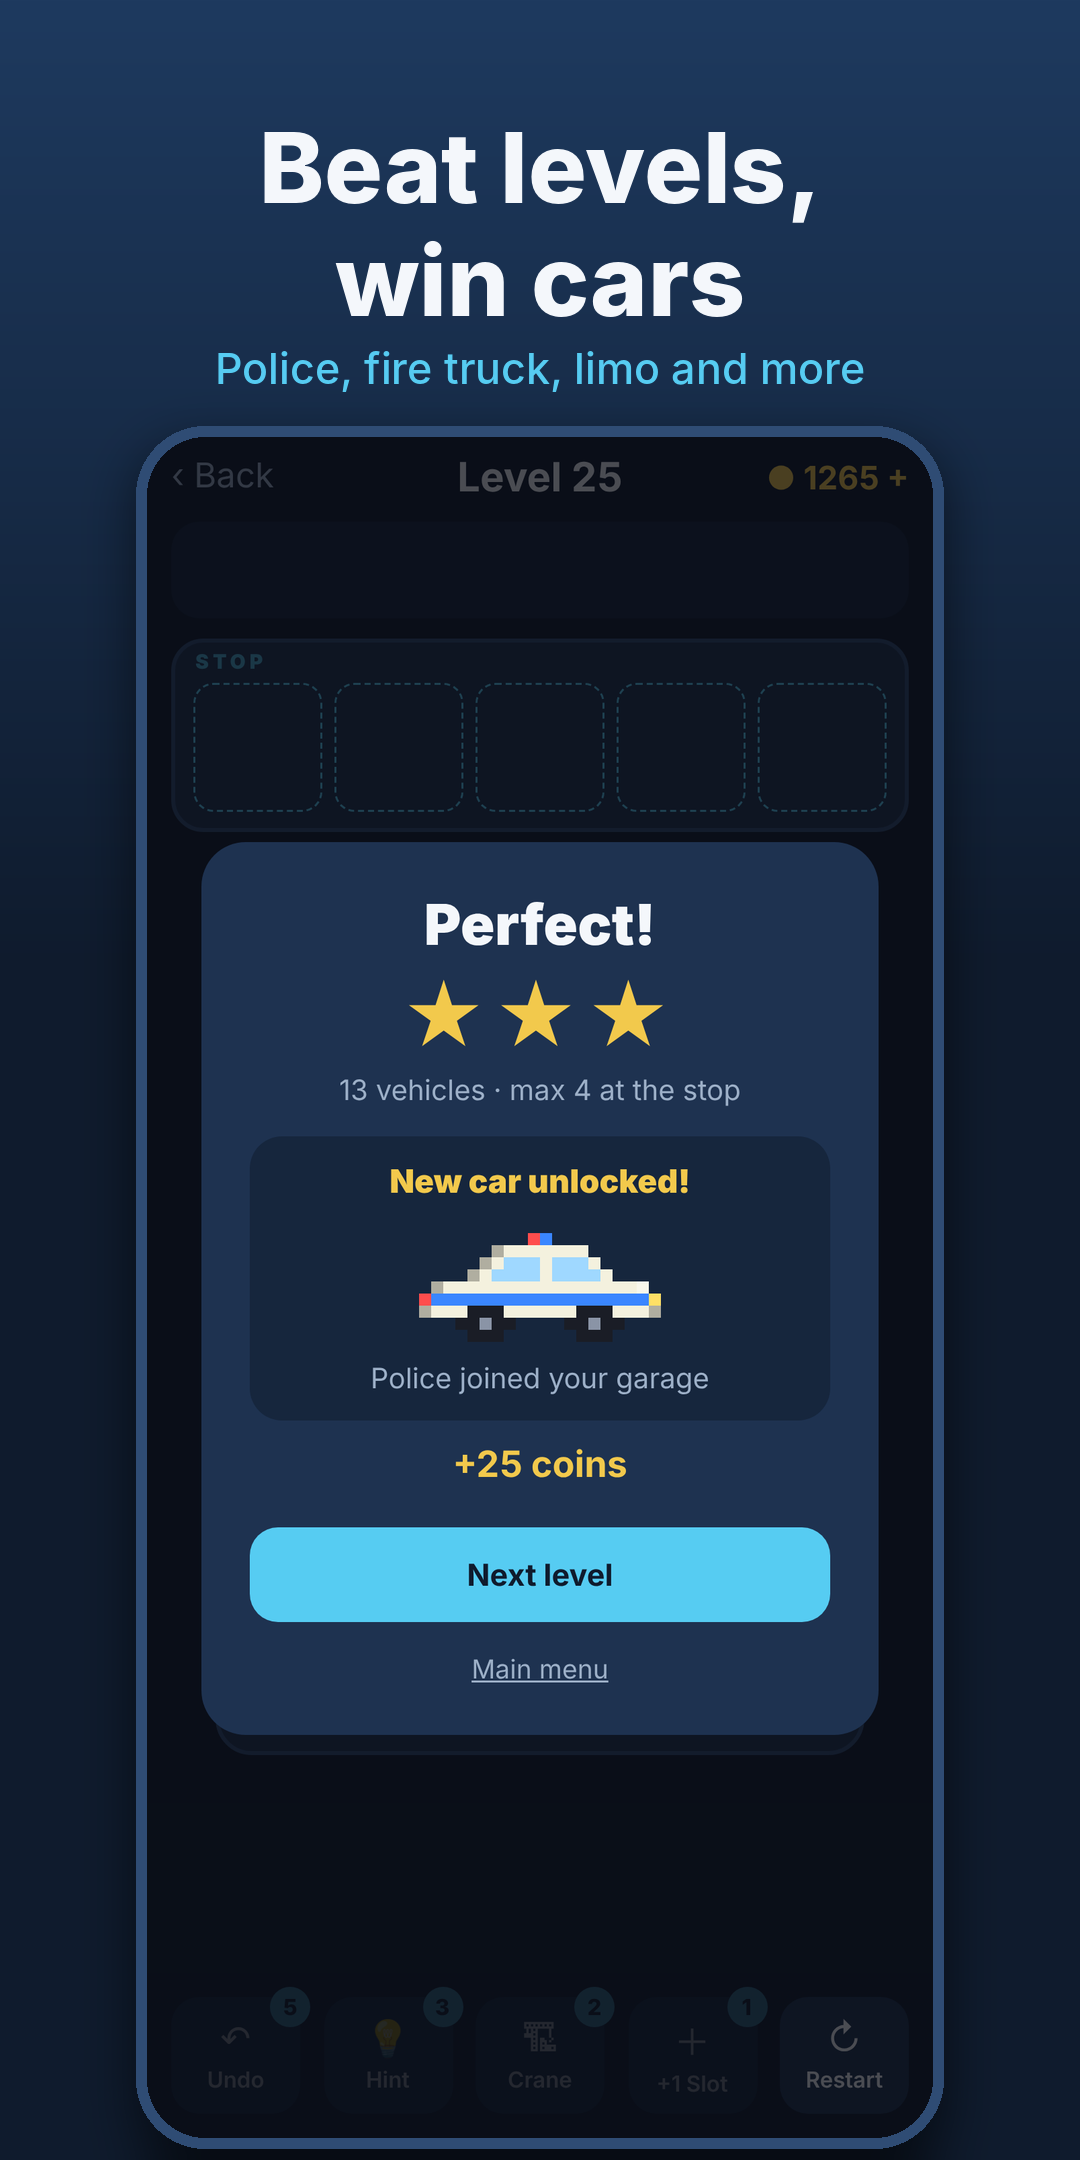 Beat levels,
win cars
Police, fire truck, limo and more
‹ Back
Level 25
1265 +
STOP
Perfect!
13 vehicles · max 4 at the stop
New car unlocked!
Police joined your garage
+25 coins
Next level
Main menu
5
3
2
1
Undo
Hint
Crane
+1 Slot
Restart